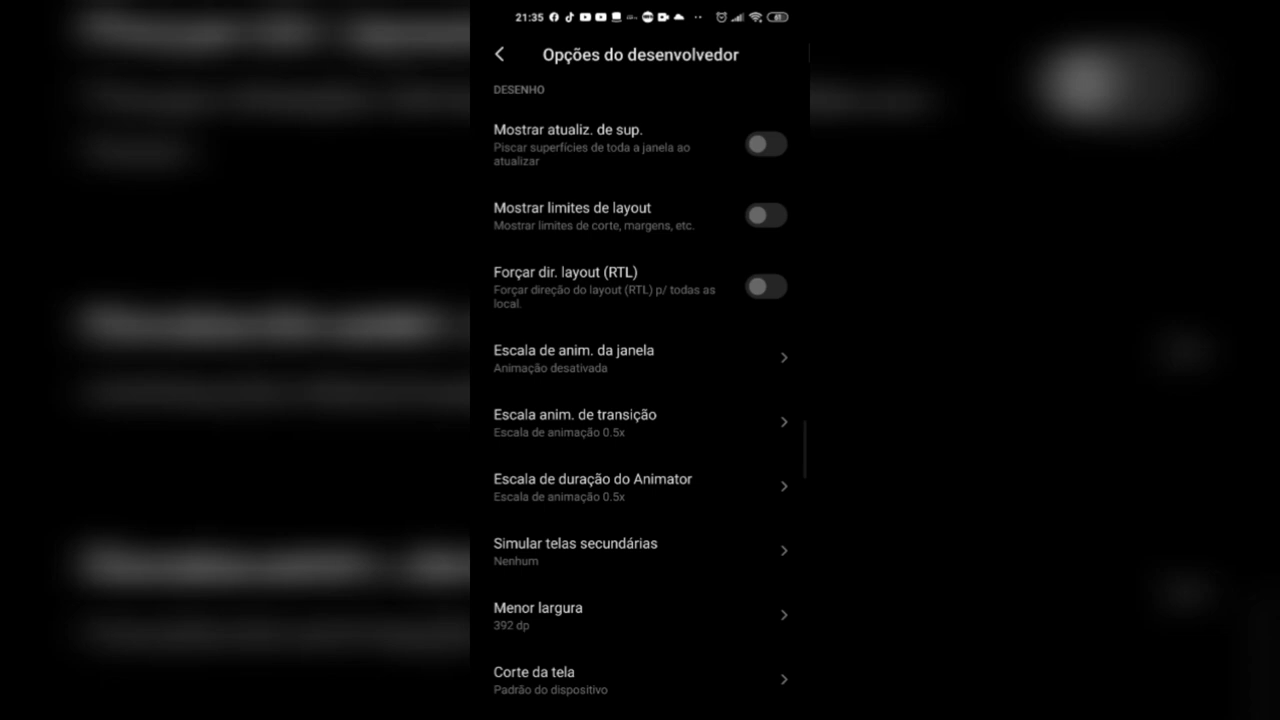 21:35
Opções do desenvolvedor
DESENHO
Mostrar atualiz. de sup.
Piscar superfícies de toda a janela ao
atualizar
Mostrar limites de layout
Mostrar limites de corte, margens, etc.
Forçar dir. layout (RTL)
Forçar direção do layout (RTL) p/ todas as
local.
Escala de anim. da janela
Animação desativada
Escala anim. de transição
Escala de animação 0.5x
Escala de duração do Animator
Escala de animação 0.5x
Simular telas secundárias
Nenhum
Menor largura
392 dp
Corte da tela
Padrão do dispositivo